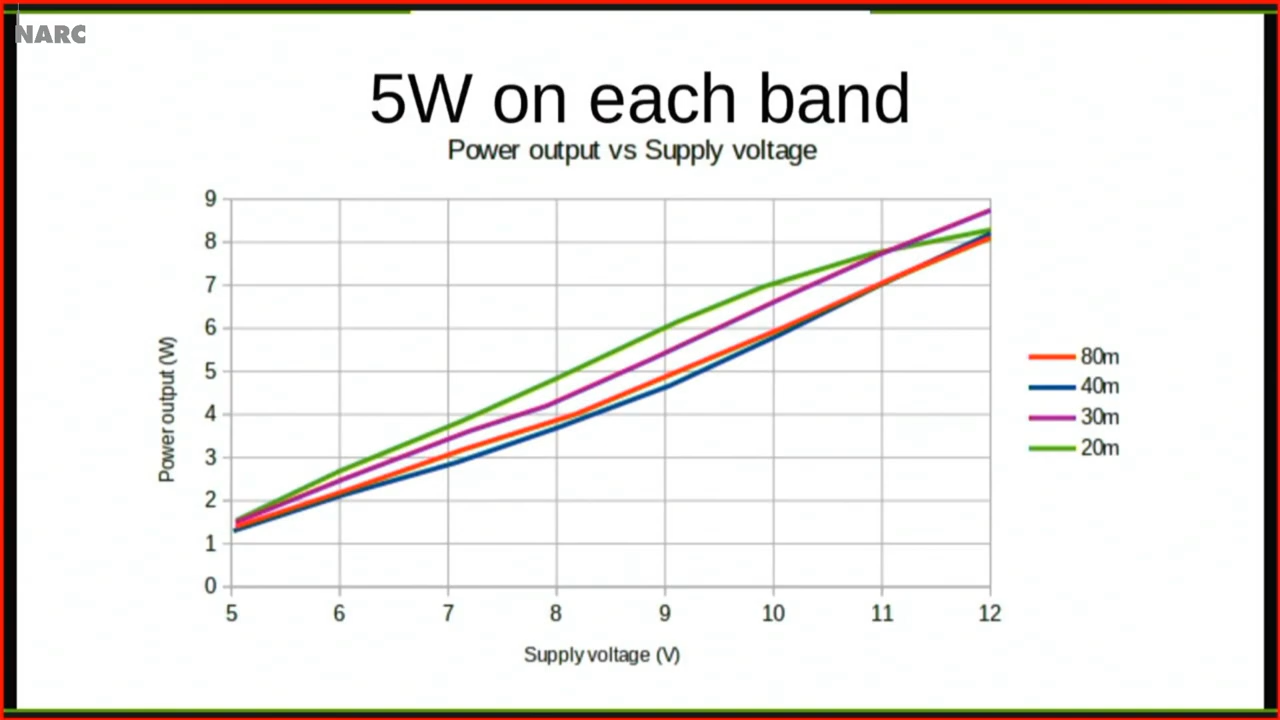 NARC
5W on each band
Power output vs Supply voltage
9
8
7
6
5
4
3
2
1
0
Power output (W)
5 6 7 8 9 10 11 12
Supply voltage (V)
80m
40m
30m
20m